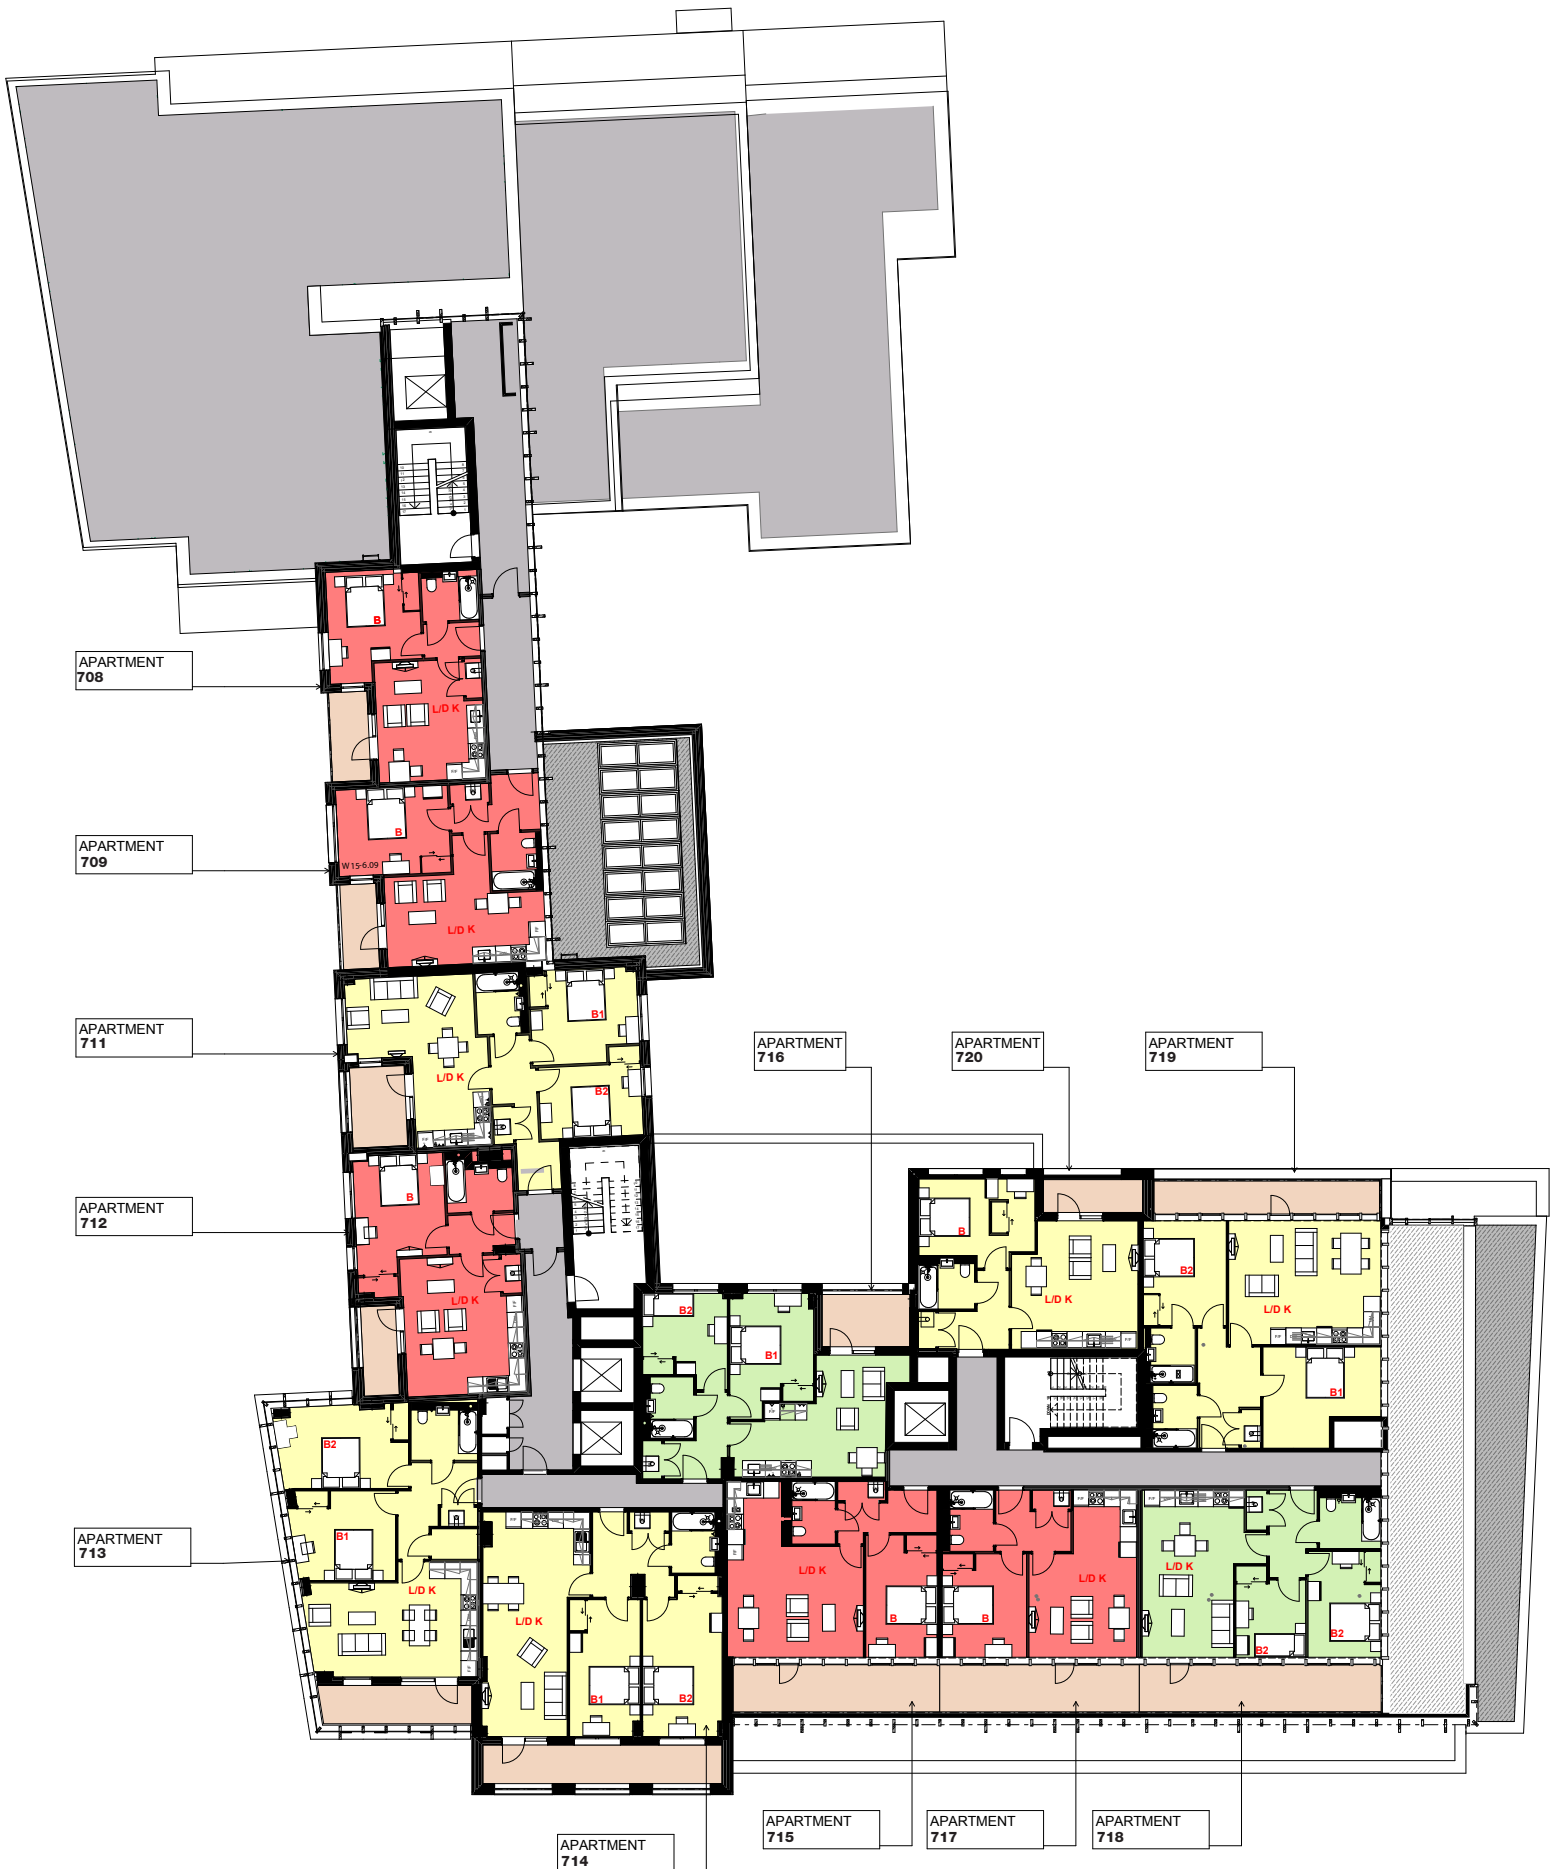 B
APARTMENT
708
L/D K
F/F
APARTMENT
709
B
W15-6.09
L/D K
F/F
B1
APARTMENT
711
L/D K
B2
F/F
APARTMENT
716
APARTMENT
720
APARTMENT
719
APARTMENT
712
B
L/D K
F/F
B
L/D K
F/F
B2
L/D K
F/F
B1
B2
B1
F/F
DOWN
B2
B1
L/D K
F/F
APARTMENT
713
L/D K
F/F
B1
B2
L/D K
F/F
B
L/D K
F/F
B
L/D K
F/F
B2
B2
APARTMENT
715
APARTMENT
717
APARTMENT
718
APARTMENT
714